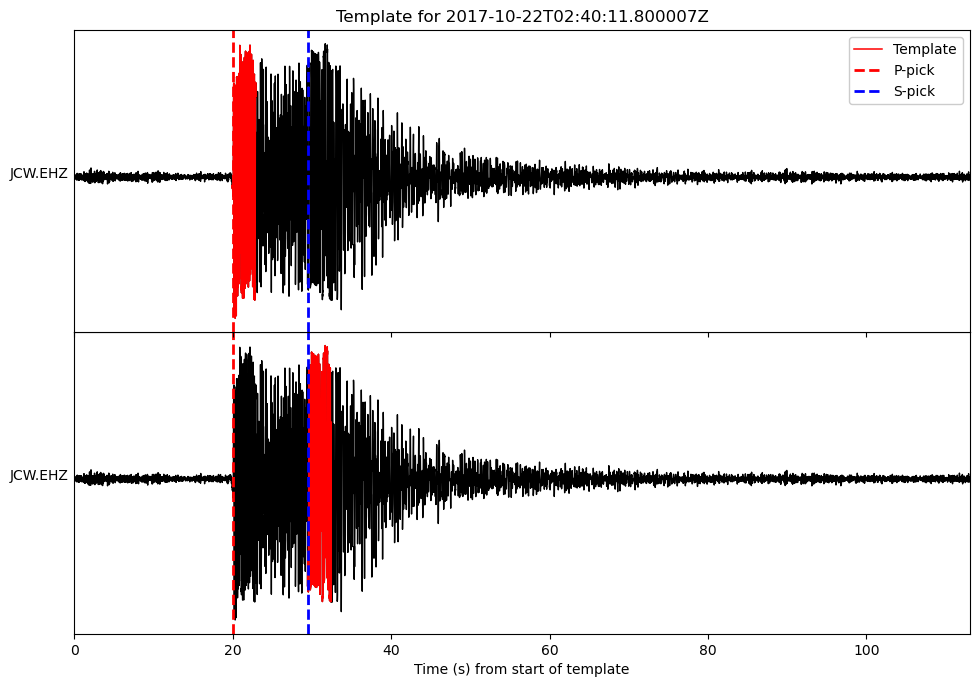 Template for 2017-10-22T02:40:11.800007Z
Template
P-pick
S-pick
JCW.EHZ
JCW.EHZ
0 20 40 60 80 100
Time (s) from start of template